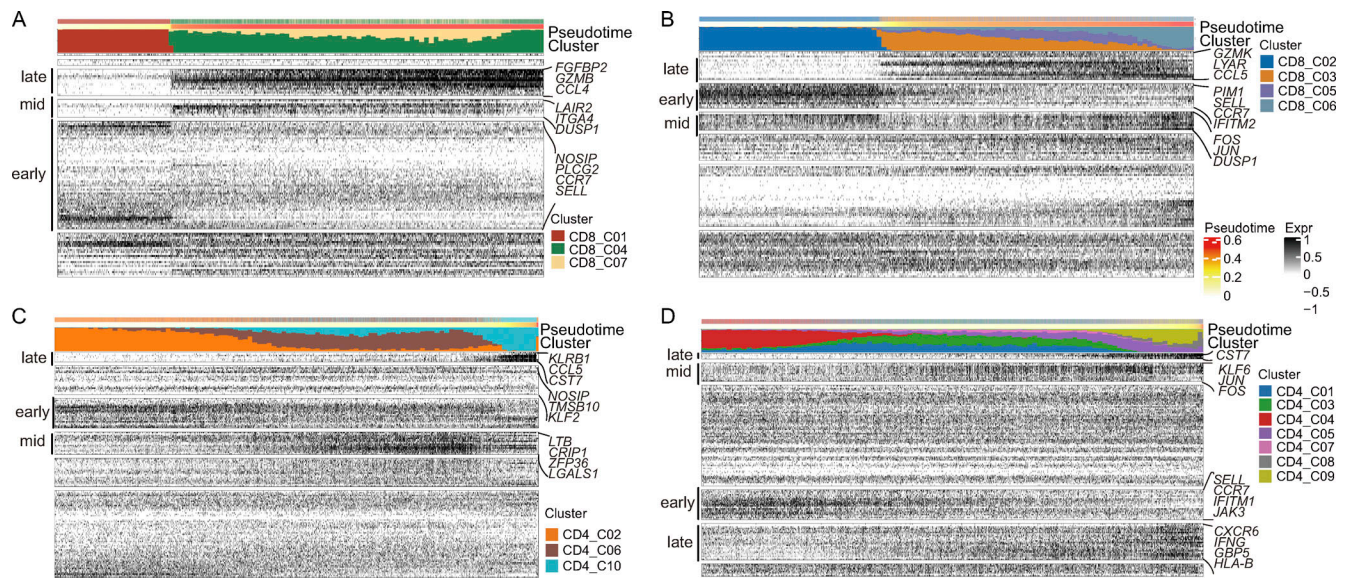 A
Pseudotime
Cluster
late
FGFBP2
GZMB
CCL4
mid
LAIR2
ITGA4
DUSP1
early
NOSIP
PLCG2
CCR7
SELL
Cluster
CD8_C01
CD8_C04
CD8_C07
B
Pseudotime
Cluster
late
GZMK
LYAR
CCL5
early
PIM1
SELL
CCR7
mid
IFITM2
FOS
JUN
DUSP1
Cluster
CD8_C02
CD8_C03
CD8_C05
CD8_C06
Pseudotime
0.6
0.4
0.2
0
Expr
1
0
−0.5
−1
C
Pseudotime
Cluster
late
KLRB1
CCL5
CST7
early
NOSIP
TMSB10
KLF2
mid
LTB
CRIP1
ZFP36
LGALS1
Cluster
CD4_C02
CD4_C06
CD4_C10
D
Pseudotime
Cluster
late
CST7
mid
KLF6
JUN
FOS
Cluster
CD4_C01
CD4_C03
CD4_C04
CD4_C05
CD4_C07
CD4_C08
CD4_C09
early
SELL
CCR7
IFITM1
JAK3
late
CXCR6
IFNG
GBP5
HLA-B